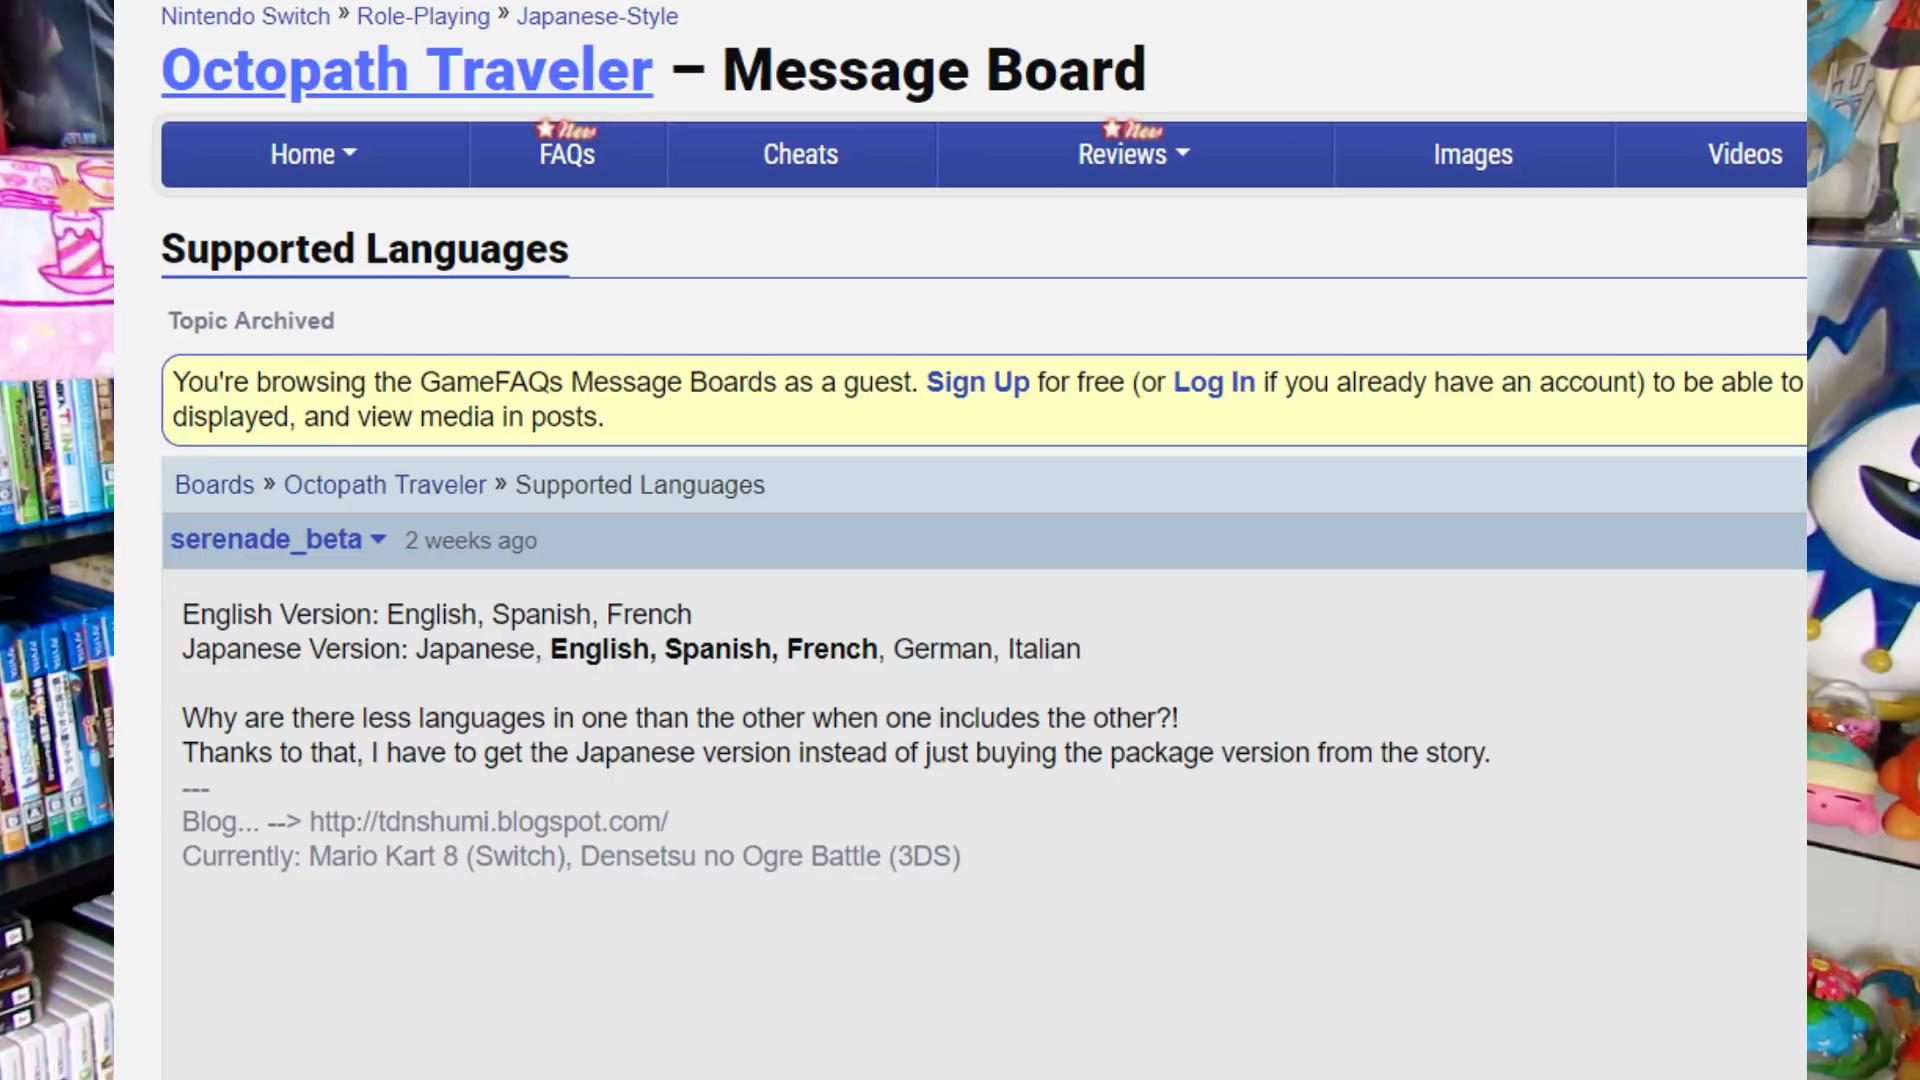 Nintendo Switch » Role-Playing » Japanese-Style
Octopath Traveler – Message Board
Home
New
FAQs
Cheats
New
Reviews
Images
Videos
Supported Languages
Topic Archived
You're browsing the GameFAQs Message Boards as a guest. Sign Up for free (or Log In if you already have an account) to be able to
displayed, and view media in posts.
Boards » Octopath Traveler » Supported Languages
serenade_beta 2 weeks ago
English Version: English, Spanish, French
Japanese Version: Japanese, English, Spanish, French, German, Italian
Why are there less languages in one than the other when one includes the other?!
Thanks to that, I have to get the Japanese version instead of just buying the package version from the story.
---
Blog... --> http://tdnshumi.blogspot.com/
Currently: Mario Kart 8 (Switch), Densetsu no Ogre Battle (3DS)